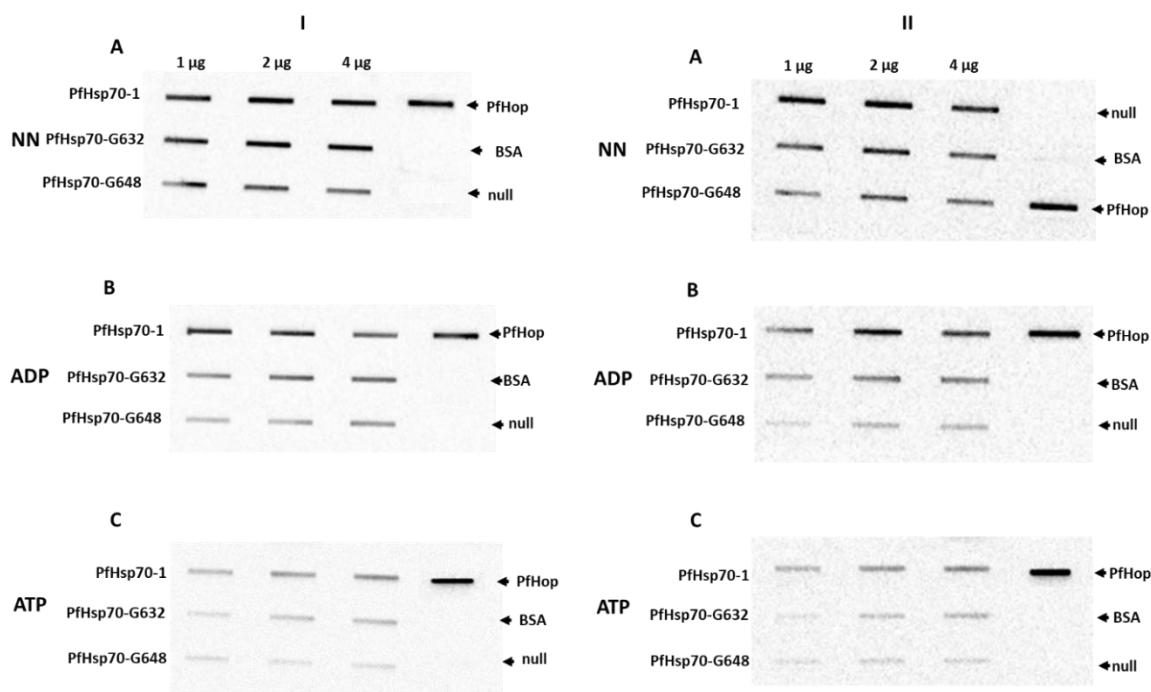 I
A
1 µg 2 µg 4 µg
PfHsp70-1
PfHop
NN
PfHsp70-G632
BSA
PfHsp70-G648
null
B
PfHsp70-1
PfHop
ADP
PfHsp70-G632
BSA
PfHsp70-G648
null
C
PfHsp70-1
PfHop
ATP
PfHsp70-G632
BSA
PfHsp70-G648
null
II
A
1 µg 2 µg 4 µg
PfHsp70-1
null
NN
PfHsp70-G632
BSA
PfHsp70-G648
PfHop
B
PfHsp70-1
PfHop
ADP
PfHsp70-G632
BSA
PfHsp70-G648
null
C
PfHsp70-1
PfHop
ATP
PfHsp70-G632
BSA
PfHsp70-G648
null